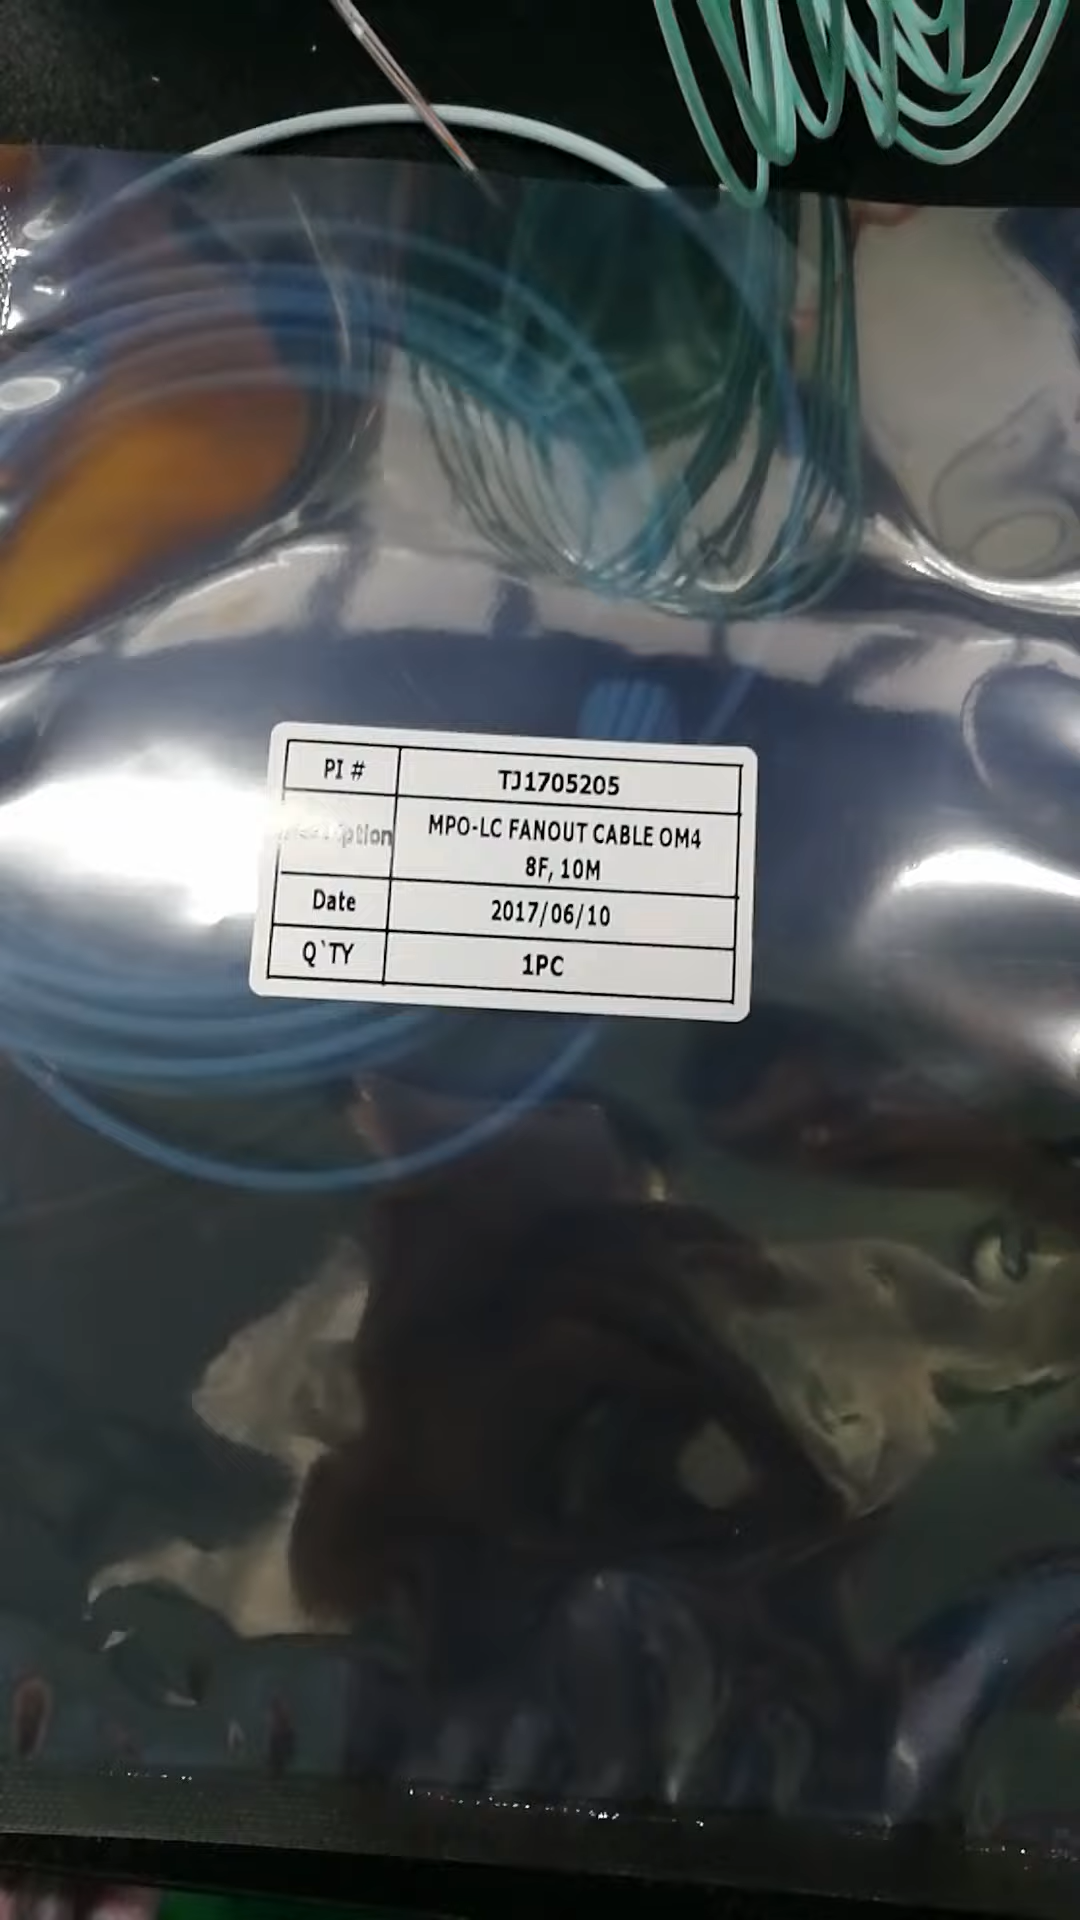 PI # TJ1705205
MPO-LC FANOUT CABLE OM4
8F, 10M
Date 2017/06/10
Q`TY 1PC